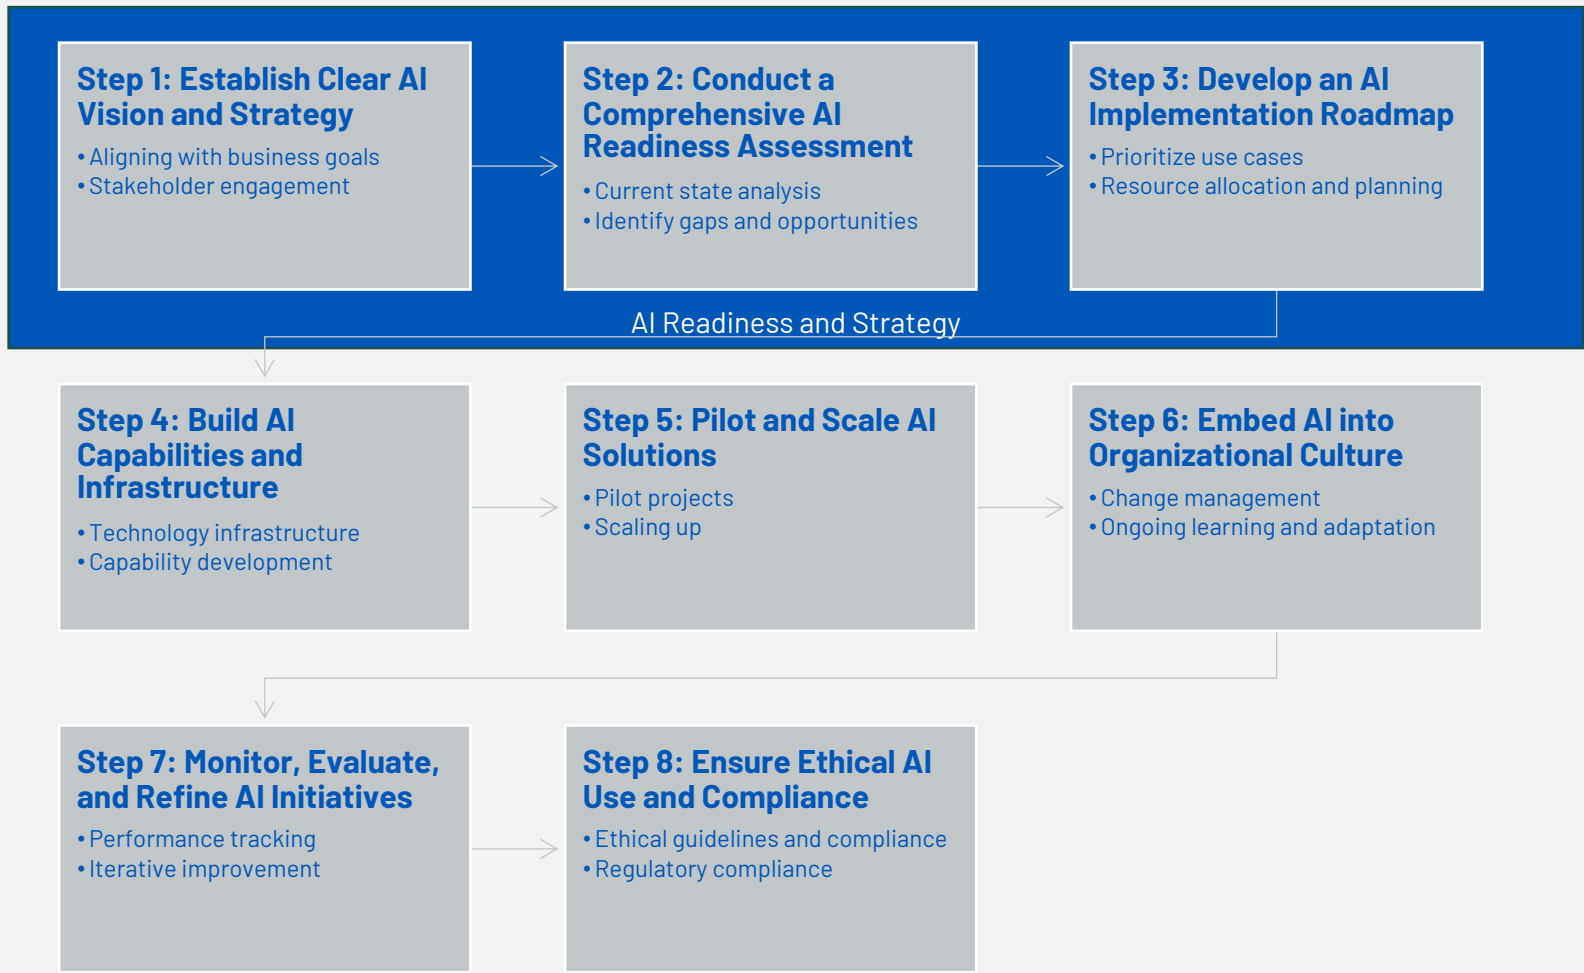 Step 1: Establish Clear AI
Vision and Strategy
• Aligning with business goals
• Stakeholder engagement
Step 2: Conduct a
Comprehensive AI
Readiness Assessment
• Current state analysis
• Identify gaps and opportunities
Step 3: Develop an AI
Implementation Roadmap
• Prioritize use cases
• Resource allocation and planning
AI Readiness and Strategy
Step 4: Build AI
Capabilities and
Infrastructure
• Technology infrastructure
• Capability development
Step 5: Pilot and Scale AI
Solutions
• Pilot projects
• Scaling up
Step 6: Embed AI into
Organizational Culture
• Change management
• Ongoing learning and adaptation
Step 7: Monitor, Evaluate,
and Refine AI Initiatives
• Performance tracking
• Iterative improvement
Step 8: Ensure Ethical AI
Use and Compliance
• Ethical guidelines and compliance
• Regulatory compliance